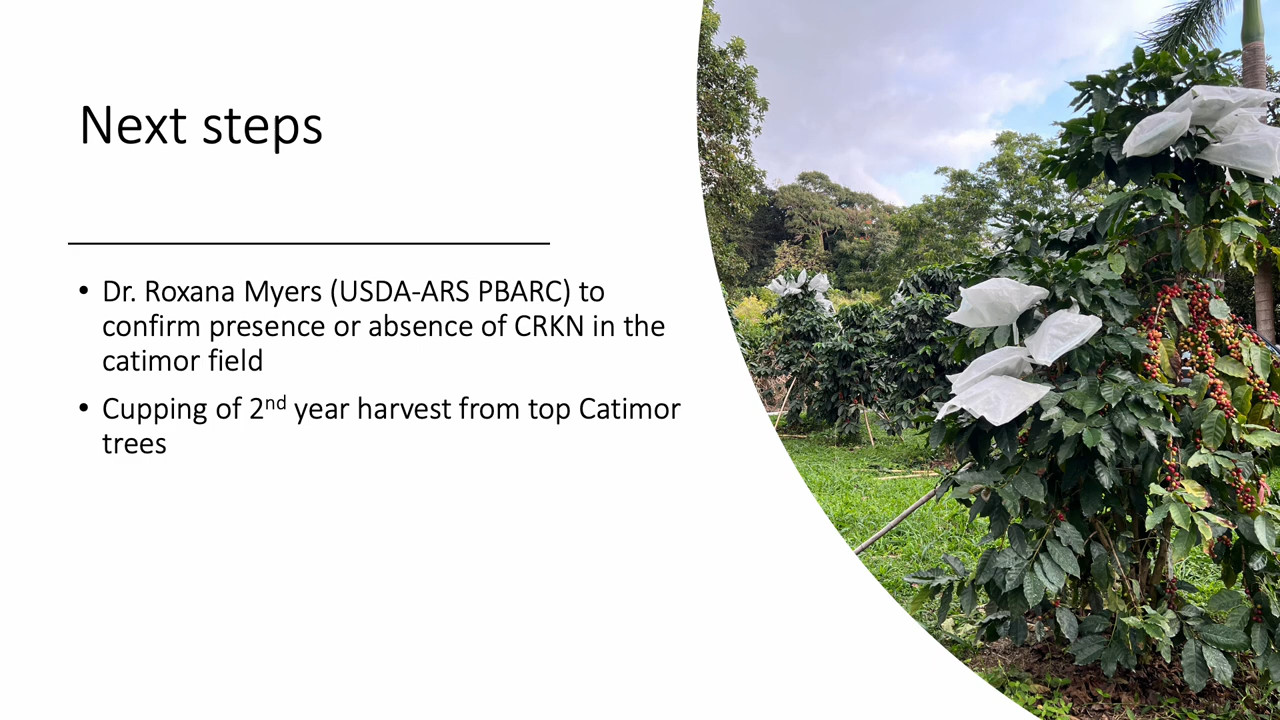 Next steps
• Dr. Roxana Myers (USDA-ARS PBARC) to
confirm presence or absence of CRKN in the
catimor field
• Cupping of 2nd year harvest from top Catimor
trees